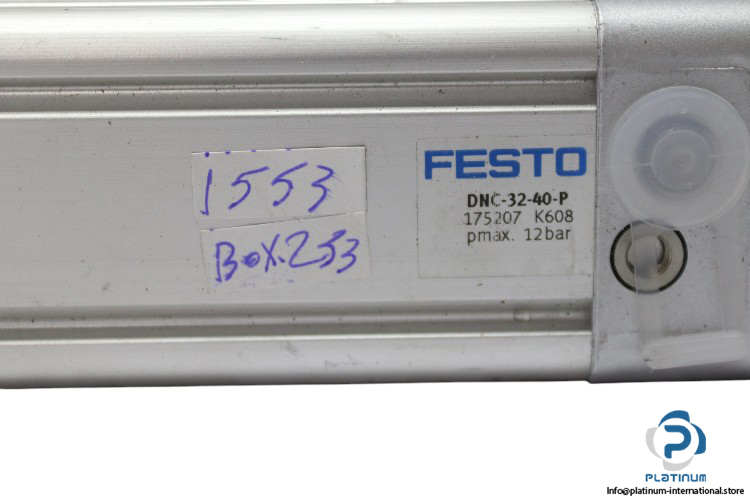 1553
Box.253
FESTO
DNC-32-40-P
175207 K608
pmax. 12bar
PLATINUM
Info@platinum-international.store